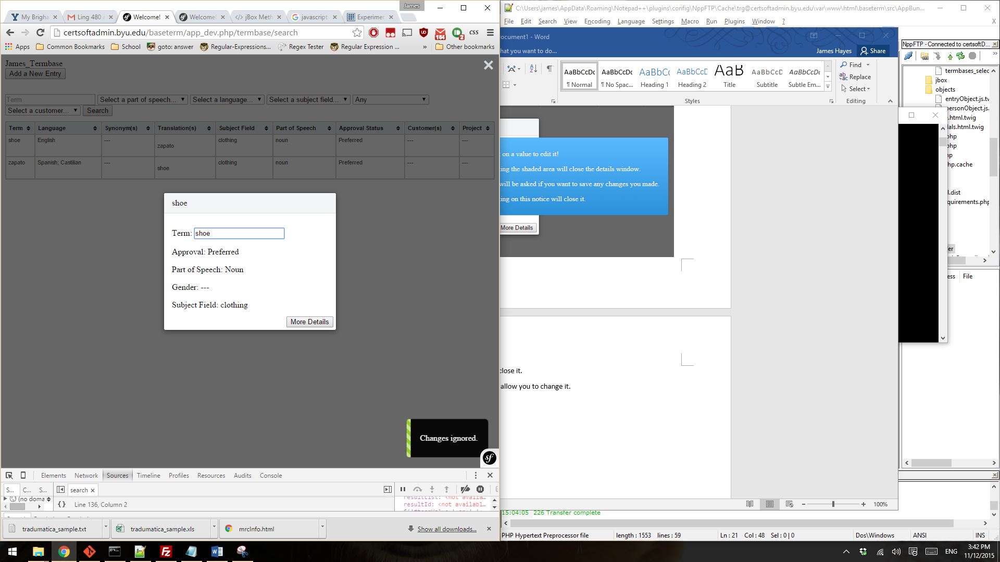 James
My Brigha
Ling 480
Welcome!
Welcome!
</> jBox Meth
javascript
Experimer
certsoftadmin.byu.edu/baseterm/app_dev.php/termbase/search
164
2
css
Apps
Common Bookmarks
School
goto: answer
Regular-Expressions...
Regex Tester
Regular Expression ...
»
Other bookmarks
James_Termbase
Add a New Entry
Term
Select a part of speech...
Select a language...
Select a subject field...
Any
Select a customer...
Search
Term Language Synonym(s) Translation(s) Subject Field Part of Speech Approval Status Customer(s) Project
shoe English --- zapato clothing noun Preferred --- ---
zapato Spanish; Castilian --- shoe clothing noun Preferred --- ---
shoe
Term: shoe
Approval: Preferred
Part of Speech: Noun
Gender: ---
Subject Field: clothing
More Details
Changes ignored.
sf
Elements Network Sources Timeline Profiles Resources Audits Console
S... C... S...
search
(no doma
{} Line 136, Column 2
resultId: <not availabl...
tradumatica_sample.txt
tradumatica_sample.xls
mrcInfo.html
Show all downloads...
C:\Users\james\AppData\Roaming\Notepad++\plugins\config\NppFTP\Cache\trg@certsoftadmin.byu.edu\var\www\html\baseterm\src\AppBun...
File Edit Search View Encoding Language Settings Macro Run Plugins Window ? X
ocument1 - Word
hat you want to do...
James Hayes
Share
AaBbCcDc
¶ Normal
AaBbCcDc
¶ No Spac...
AaBbCc
Heading 1
AaBbCcE
Heading 2
AaB
Title
AaBbCcD
Subtitle
AaBbCcDc
Subtle Em...
Styles
Find
Replace
Select
Editing
on a value to edit it!
ing the shaded area will close the details window.
will be asked if you want to save any changes you made.
ing on this notice will close it.
More Details
close it.
allow you to change it.
100%
NppFTP - Connected to certsoftD...
termbases_selec
jbox
objects
entryObject.js.tv
personObject.js.
.html.twig
lals.html.twig
php
php
np
hp.cache
l.dist
quirements.php
er
ess File
15:04:05 226 Transfer complete
PHP Hypertext Preprocessor file
length : 1553 lines : 59
Ln : 21 Col : 48 Sel : 0 | 0
Dos\Windows
ANSI
INS
ENG
3:42 PM
11/12/2015